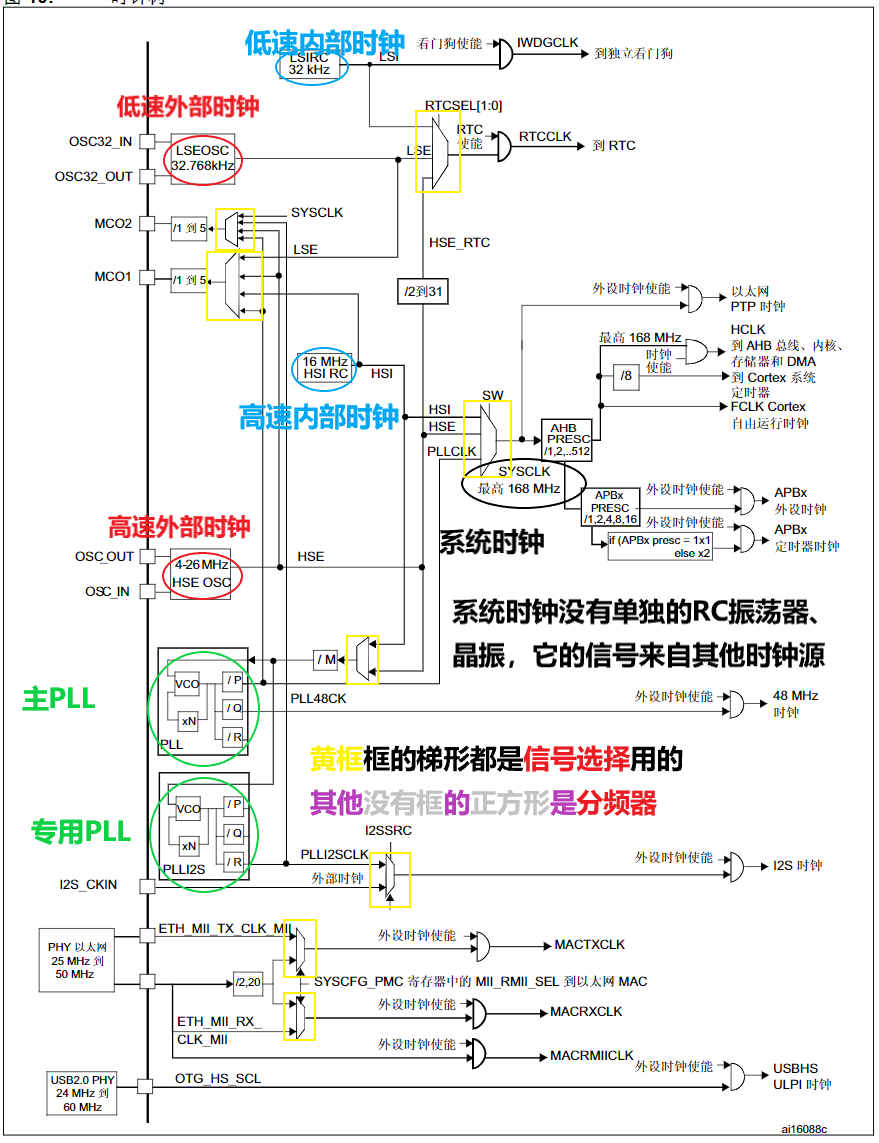 低速内部时钟
LSIRC
32 kHz
LSI
看门狗使能
IWDGCLK
到独立看门狗
低速外部时钟
RTCSEL[1:0]
OSC32_IN
LSEOSC
32.768kHz
LSE
RTC
使能
RTCCLK
到 RTC
OSC32_OUT
MCO2
/1 到 5
SYSCLK
LSE
HSE_RTC
MCO1
/1 到 5
/2到31
外设时钟使能
以太网
PTP 时钟
16 MHz
HSI RC
HSI
最高 168 MHz
时钟
使能
HCLK
到 AHB 总线、内核、
存储器和 DMA
/8
到 Cortex 系统
定时器
FCLK Cortex
自由运行时钟
高速内部时钟
SW
HSI
HSE
PLLCLK
AHB
PRESC
/1,2,..512
SYSCLK
最高 168 MHz
APBx
PRESC
/1,2,4,8,16
外设时钟使能
APBx
外设时钟
外设时钟使能
APBx
定时器时钟
if (APBx presc = 1x1
else x2
高速外部时钟
系统时钟
OSC_OUT
4-26 MHz
HSE OSC
HSE
OSC_IN
系统时钟没有单独的RC振荡器、
晶振，它的信号来自其他时钟源
/ M
主PLL
VCO
xN
/ P
/ Q
/ R
PLL
PLL48CK
外设时钟使能
48 MHz
时钟
黄框框的梯形都是信号选择用的
其他没有框的正方形是分频器
专用PLL
VCO
xN
/ P
/ Q
/ R
PLLI2S
I2SSRC
PLLI2SCLK
外部时钟
外设时钟使能
I2S 时钟
I2S_CKIN
PHY 以太网
25 MHz 到
50 MHz
ETH_MII_TX_CLK_MII
外设时钟使能
MACTXCLK
/2,20
SYSCFG_PMC 寄存器中的 MII_RMII_SEL 到以太网 MAC
ETH_MII_RX_
CLK_MII
外设时钟使能
MACRXCLK
外设时钟使能
MACRMIICLK
USB2.0 PHY
24 MHz 到
60 MHz
OTG_HS_SCL
外设时钟使能
USBHS
ULPI 时钟
ai16088c